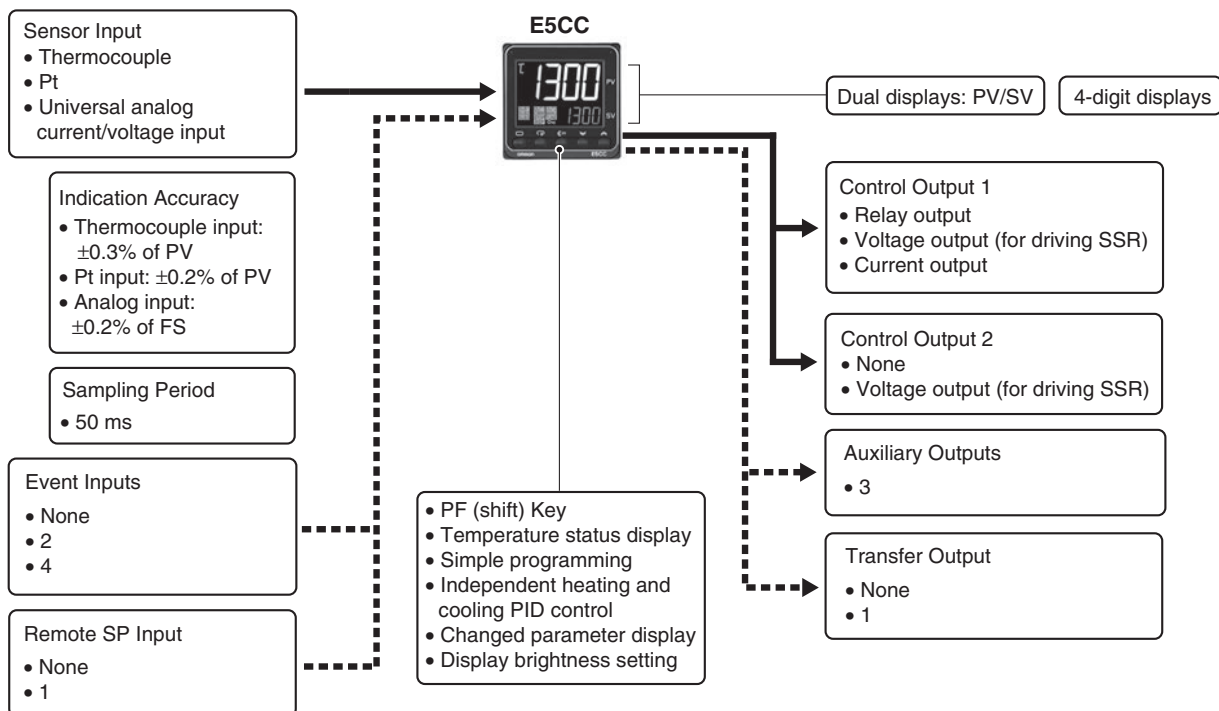 E5CC
Sensor Input
• Thermocouple
• Pt
• Universal analog
current/voltage input
Indication Accuracy
• Thermocouple input:
±0.3% of PV
• Pt input: ±0.2% of PV
• Analog input:
±0.2% of FS
Sampling Period
• 50 ms
Event Inputs
• None
• 2
• 4
Remote SP Input
• None
• 1
°C
1300
PV
1300
SV
OMRON
E5CC
• PF (shift) Key
• Temperature status display
• Simple programming
• Independent heating and
cooling PID control
• Changed parameter display
• Display brightness setting
Dual displays: PV/SV
4-digit displays
Control Output 1
• Relay output
• Voltage output (for driving SSR)
• Current output
Control Output 2
• None
• Voltage output (for driving SSR)
Auxiliary Outputs
• 3
Transfer Output
• None
• 1